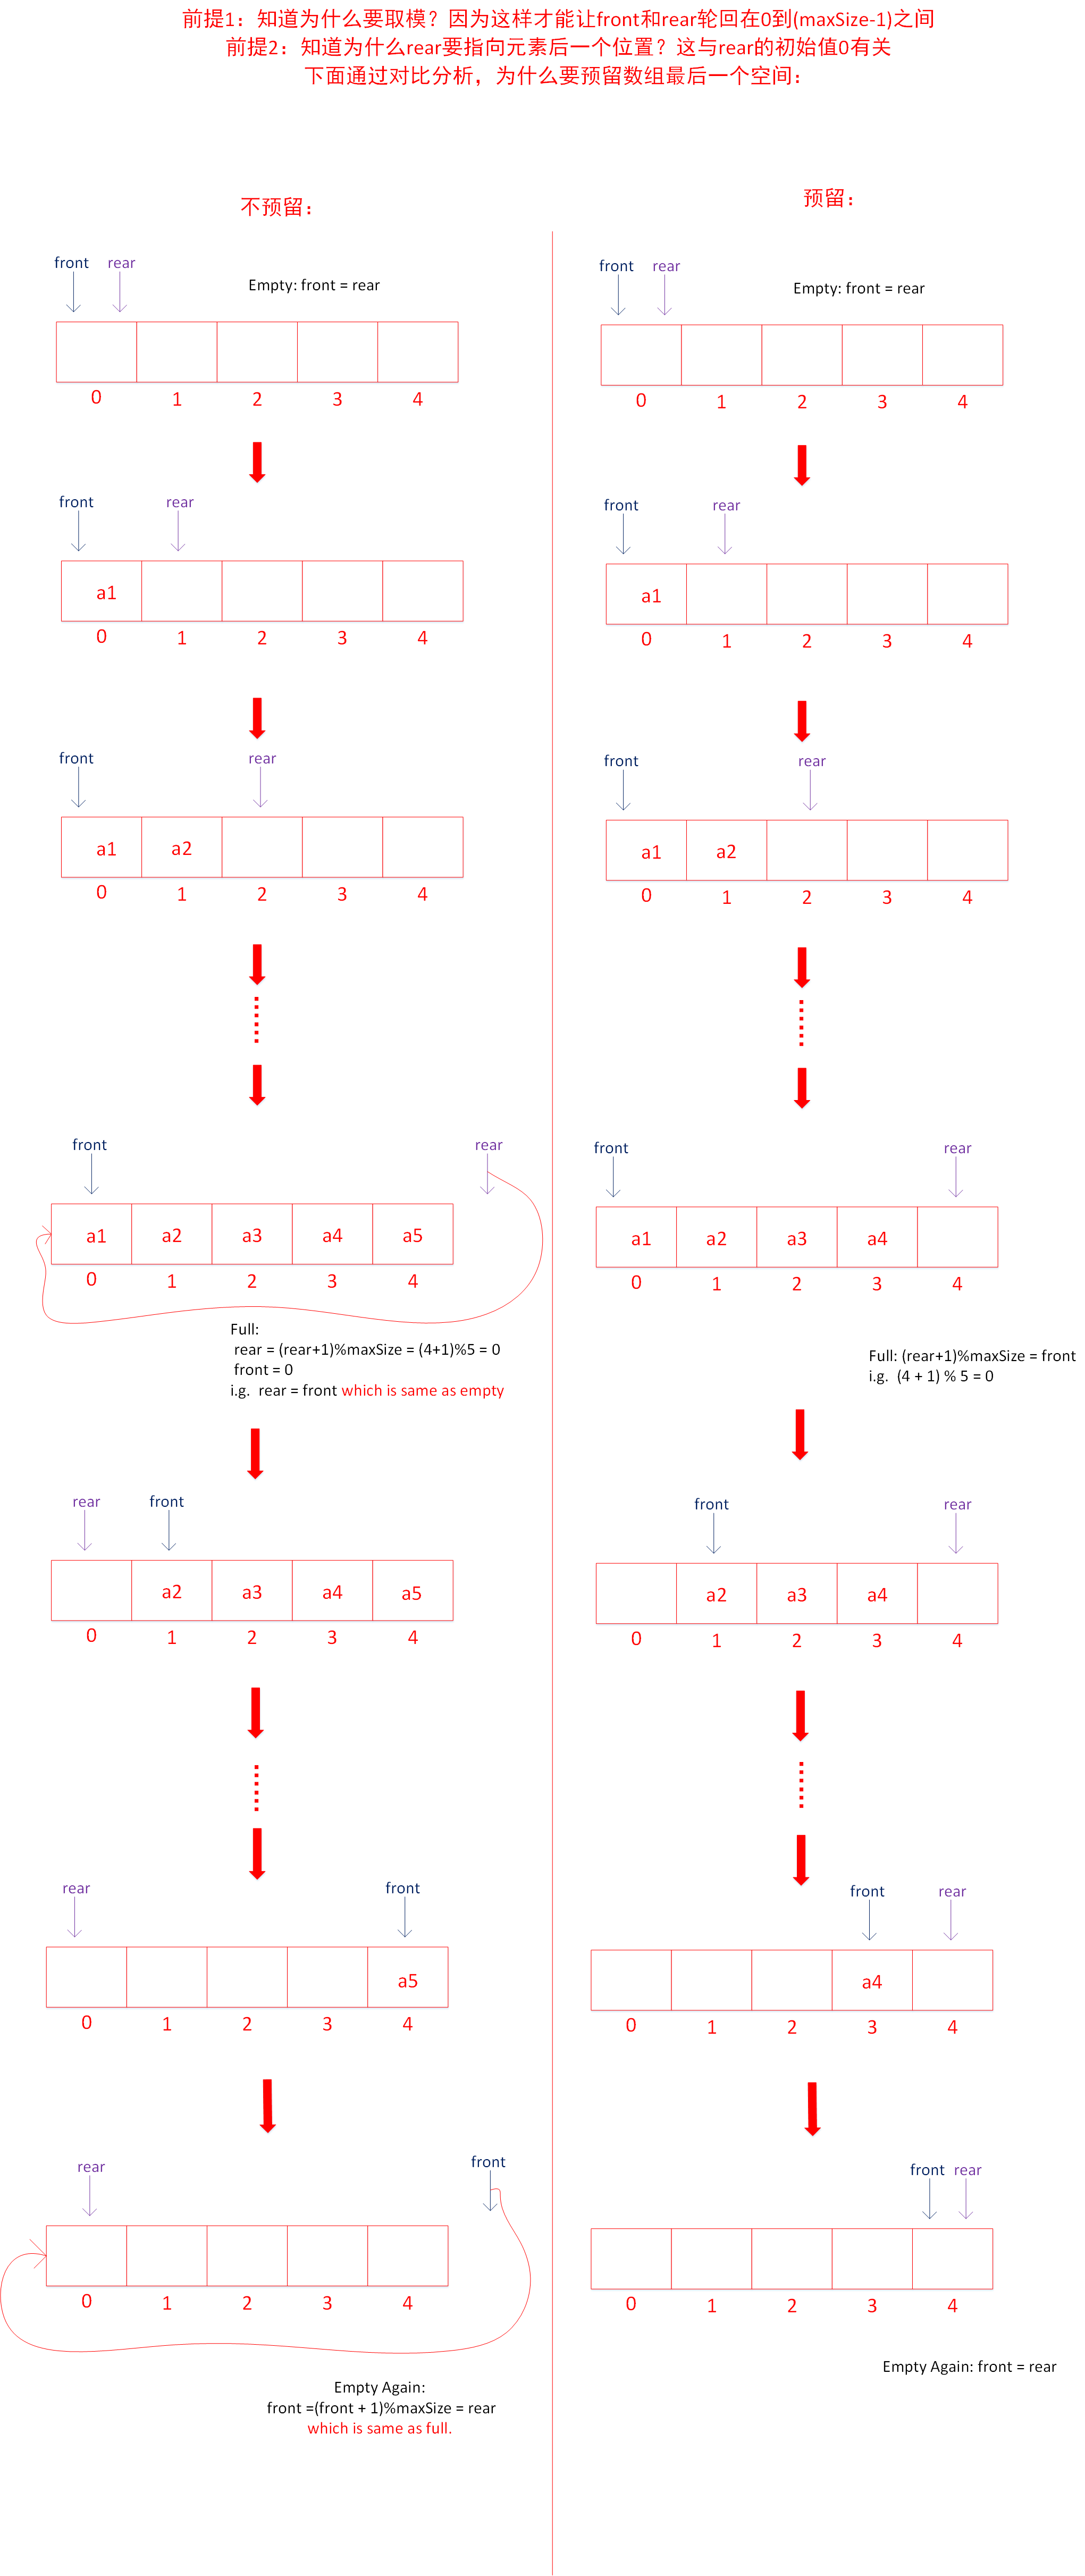 前提1：知道为什么要取模？因为这样才能让front和rear轮回在0到(maxSize-1)之间
前提2：知道为什么rear要指向元素后一个位置？这与rear的初始值0有关
下面通过对比分析，为什么要预留数组最后一个空间：
不预留：
front rear
Empty: front = rear
0 1 2 3 4
front rear
a1
0 1 2 3 4
front rear
a1 a2
0 1 2 3 4
front rear
a1 a2 a3 a4 a5
0 1 2 3 4
Full:
rear = (rear+1)%maxSize = (4+1)%5 = 0
front = 0
i.g. rear = front which is same as empty
rear front
a2 a3 a4 a5
0 1 2 3 4
rear front
a5
0 1 2 3 4
rear front
0 1 2 3 4
Empty Again:
front =(front + 1)%maxSize = rear
which is same as full.
预留：
front rear
Empty: front = rear
0 1 2 3 4
front rear
a1
0 1 2 3 4
front rear
a1 a2
0 1 2 3 4
front rear
a1 a2 a3 a4
0 1 2 3 4
Full: (rear+1)%maxSize = front
i.g. (4 + 1) % 5 = 0
front rear
a2 a3 a4
0 1 2 3 4
front rear
a4
0 1 2 3 4
front rear
0 1 2 3 4
Empty Again: front = rear